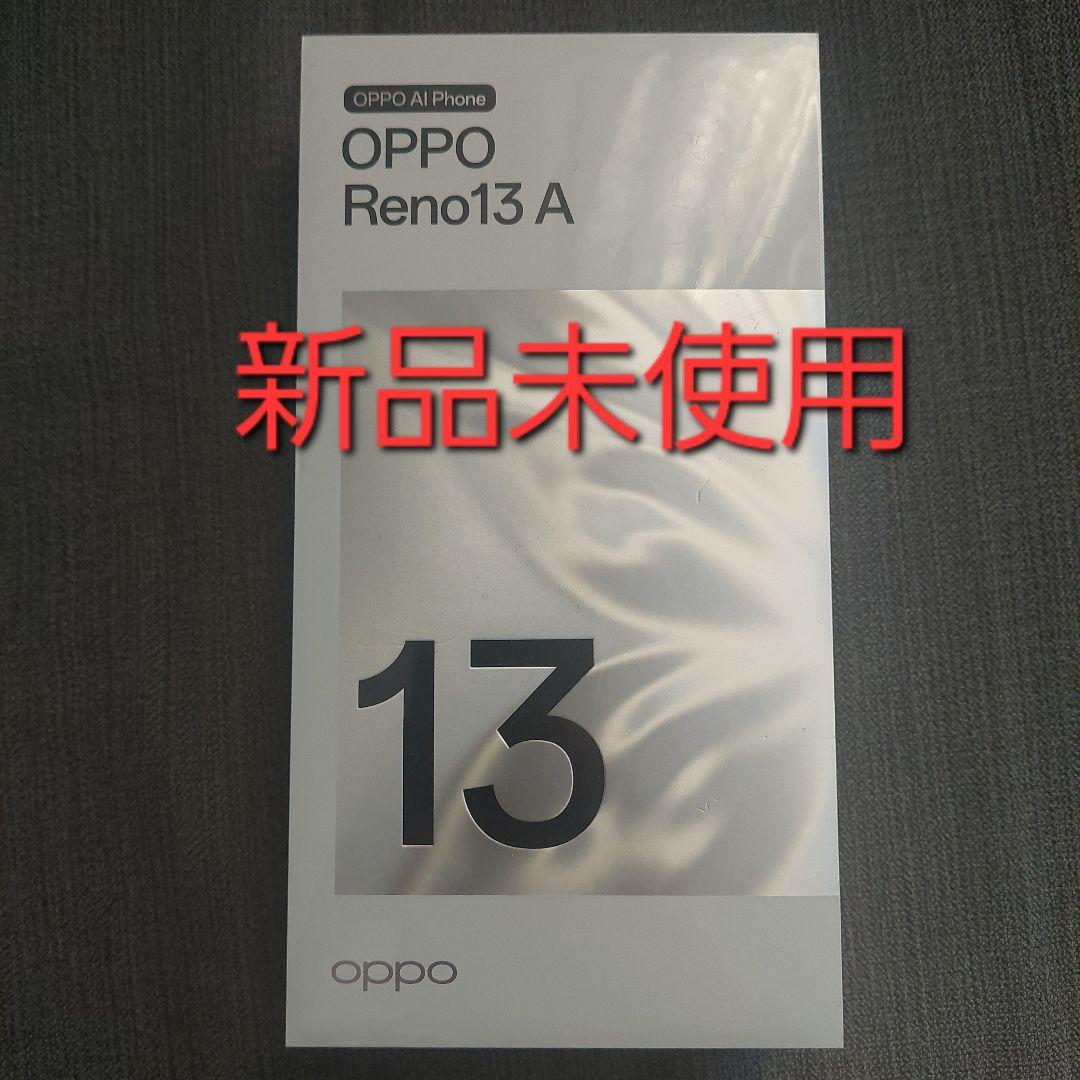 OPPO AI Phone
OPPO
Reno13 A
新品未使用
13
oppo